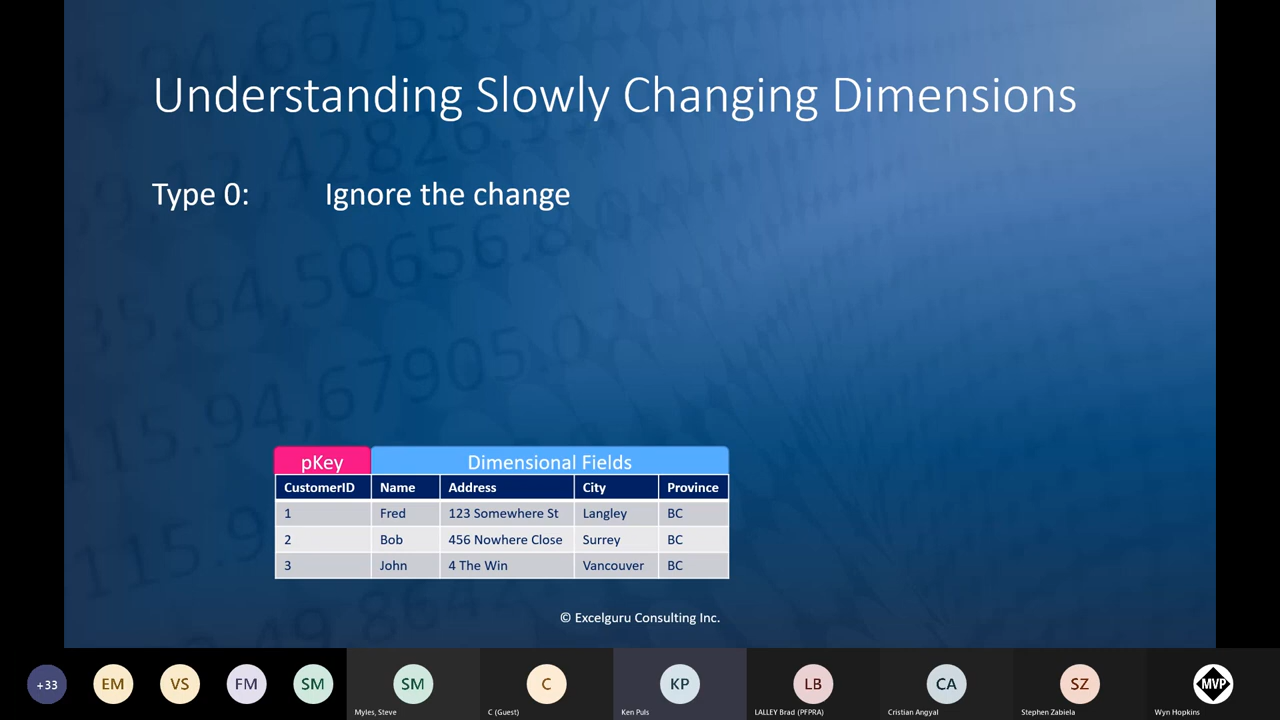 Understanding Slowly Changing Dimensions
Type 0: Ignore the change
pKey Dimensional Fields
CustomerID Name Address City Province
1 Fred 123 Somewhere St Langley BC
2 Bob 456 Nowhere Close Surrey BC
3 John 4 The Win Vancouver BC
© Excelguru Consulting Inc.
+33 EM VS FM SM SM C KP LB CA SZ MVP
Myles, Steve C (Guest) Ken Puls LALLEY Brad (PFPRA) Cristian Angyal Stephen Zabiela Wyn Hopkins